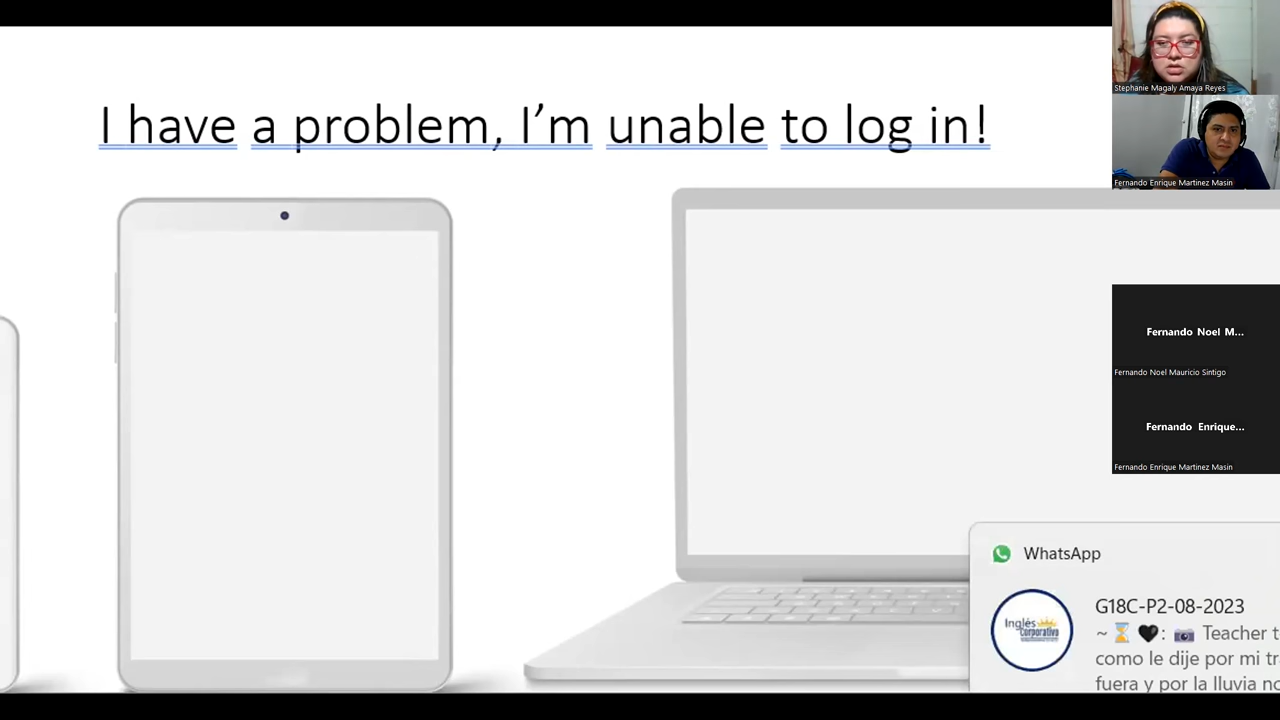 I have a problem, I'm unable to log in!
Stephanie Magaly Amaya Reyes
Fernando Enrique Martinez Masin
Fernando Noel M...
Fernando Noel Mauricio Sintigo
Fernando Enrique...
Fernando Enrique Martinez Masin
WhatsApp
G18C-P2-08-2023
Inglés
Corporativo
~⌛🖤: 📷 Teacher t
como le dije por mi tr
fuera y por la lluvia no